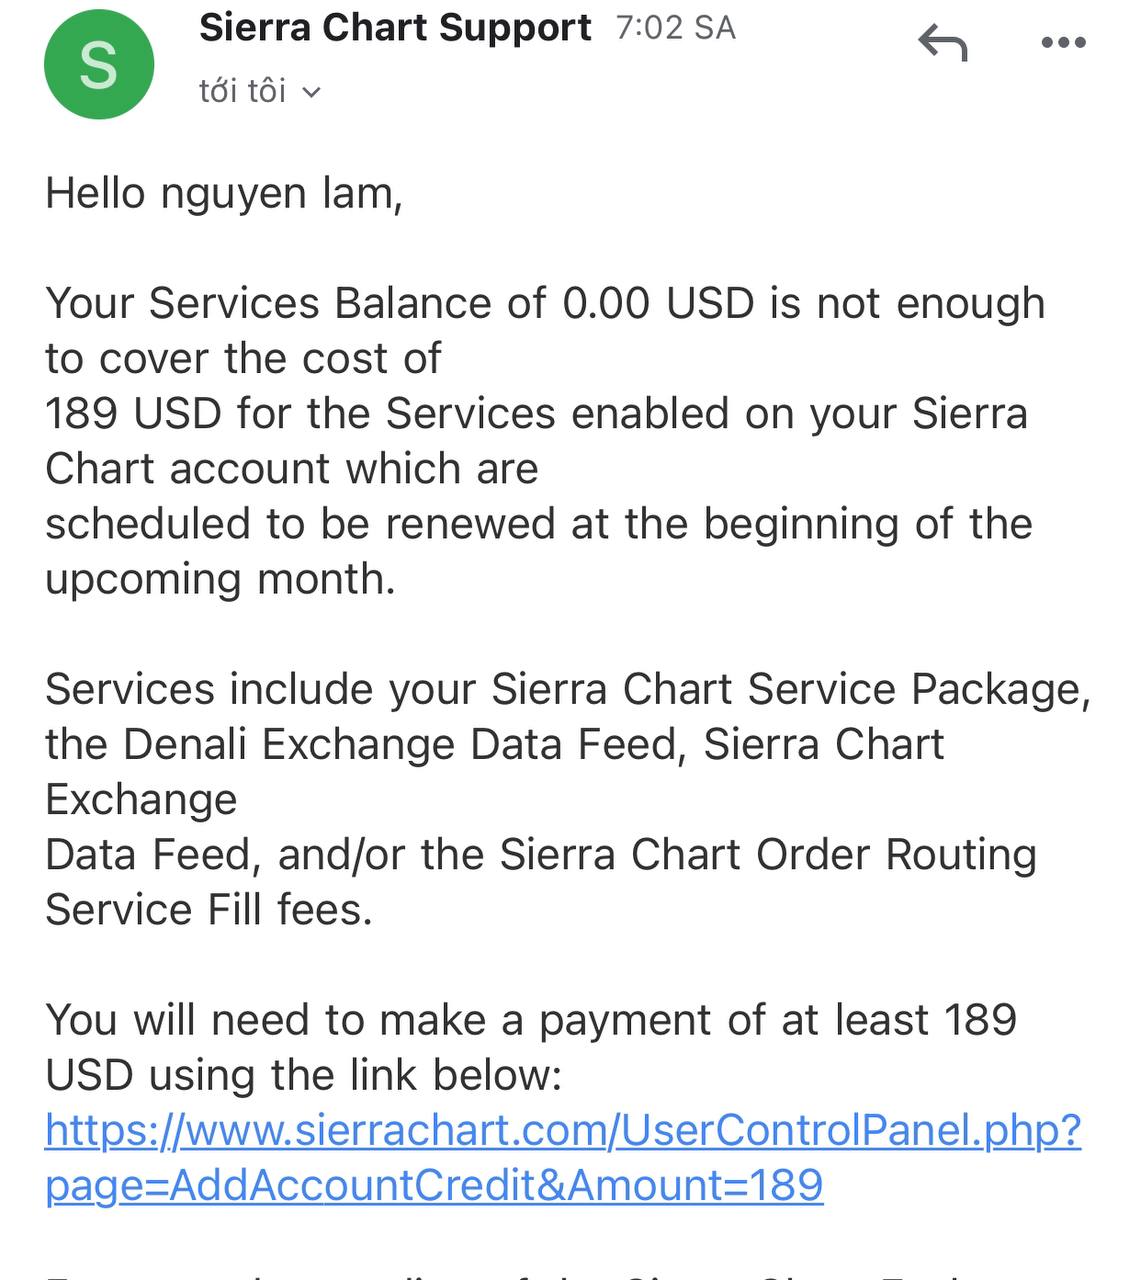 S
Sierra Chart Support 7:02 SA
tới tôi
Hello nguyen lam,
Your Services Balance of 0.00 USD is not enough
to cover the cost of
189 USD for the Services enabled on your Sierra
Chart account which are
scheduled to be renewed at the beginning of the
upcoming month.
Services include your Sierra Chart Service Package,
the Denali Exchange Data Feed, Sierra Chart
Exchange
Data Feed, and/or the Sierra Chart Order Routing
Service Fill fees.
You will need to make a payment of at least 189
USD using the link below:
https://www.sierrachart.com/UserControlPanel.php?
page=AddAccountCredit&Amount=189